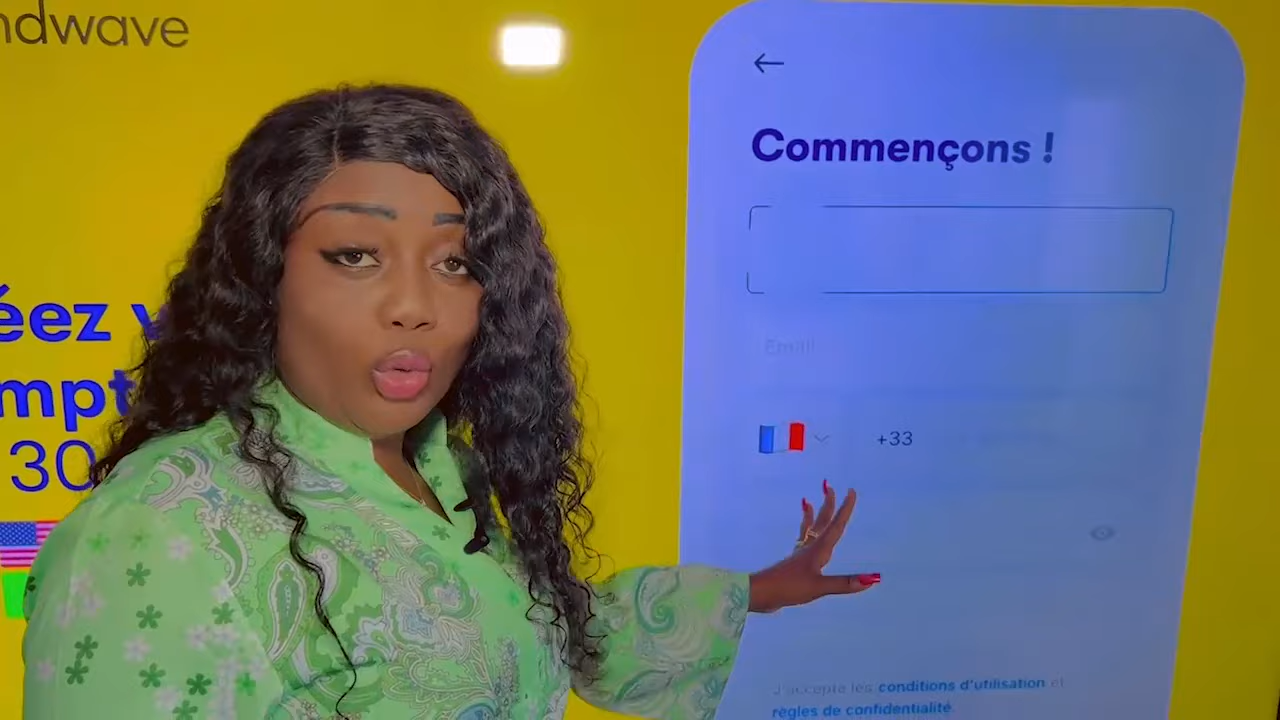 ndwave
éez v
mpt
30
Commençons !
Email
+33
J'accepte les conditions d'utilisation et
règles de confidentialité.